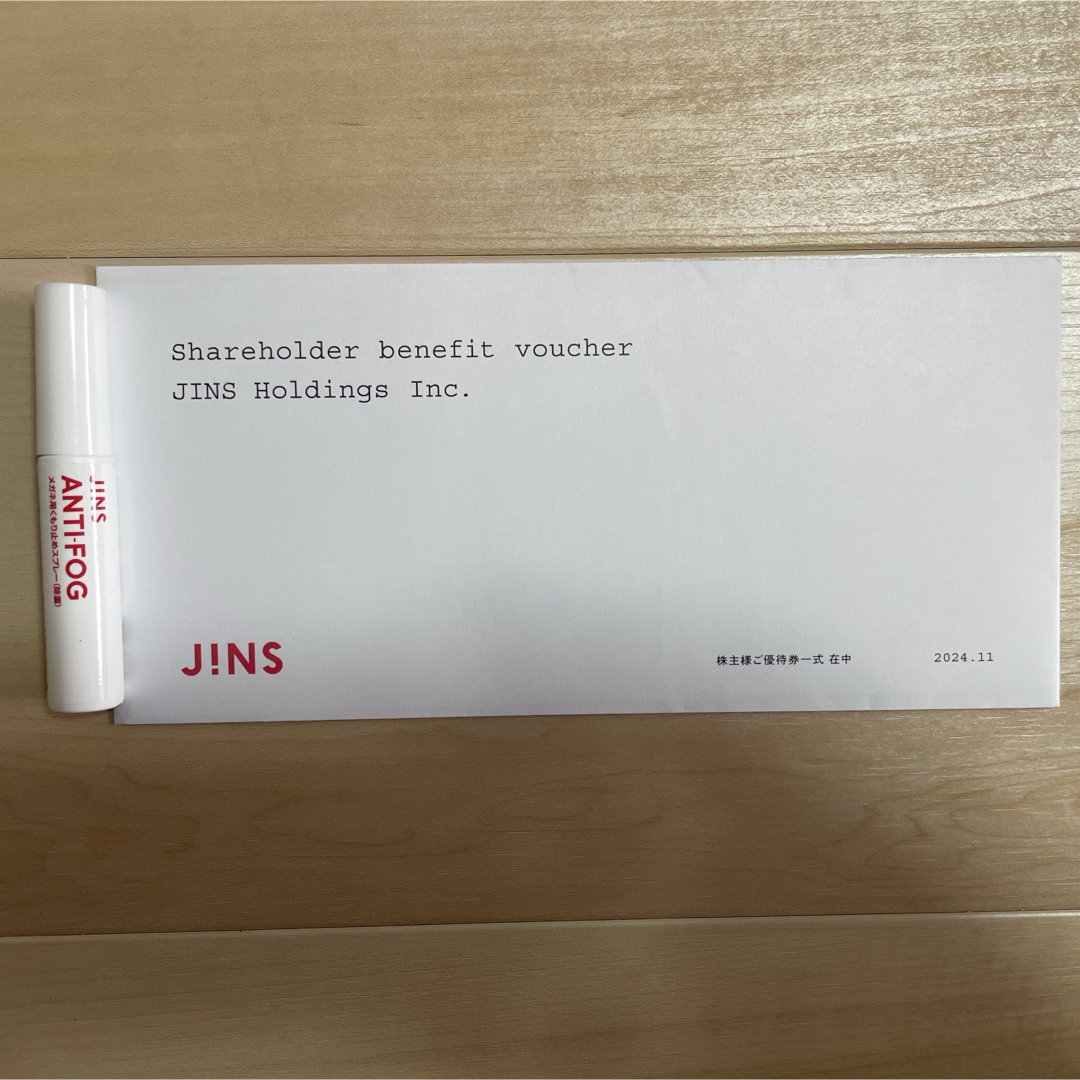 Shareholder benefit voucher
JINS Holdings Inc.
JINS
ANTI-FOG
メガネ用くもり止めスプレー(除菌)
J!NS
株主様ご優待券一式 在中
2024.11